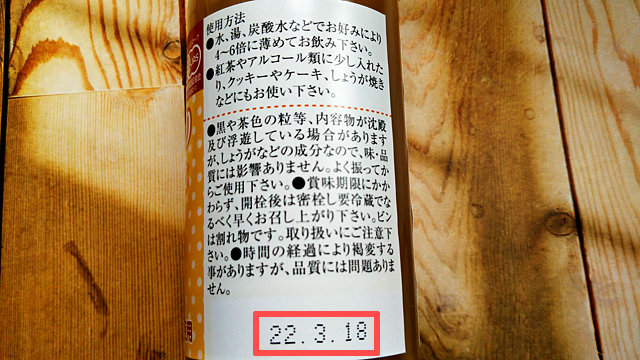 使用方法
●水、湯、炭酸水などでお好みにより
4〜6倍に薄めてお飲み下さい。
●紅茶やアルコール類に少し入れた
り、クッキーやケーキ、しょうが焼き
などにもお使い下さい。
●黒や茶色の粒等、内容物が沈殿
及び浮遊している場合があります
が、しょうがなどの成分なので、味・品
質には影響ありません。よく振ってか
らご使用下さい。●賞味期限にかか
わらず、開栓後は密栓し要冷蔵でな
るべく早くお召し上がり下さい。ビン
は割れ物です。取り扱いにご注意下
さい。●時間の経過により褐変する
事がありますが、品質には問題ありま
せん。
22.3.18